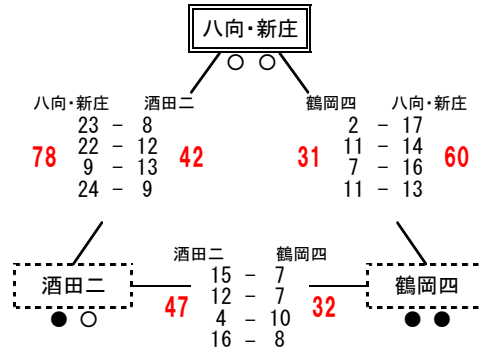 八向・新庄
○ ○
八向・新庄 酒田二
23 - 8
22 - 12
9 - 13
24 - 9
78 42
鶴岡四 八向・新庄
2 - 17
11 - 14
7 - 16
11 - 13
31 60
酒田二
● ○
酒田二 鶴岡四
15 - 7
12 - 7
4 - 10
16 - 8
47 32
鶴岡四
● ●